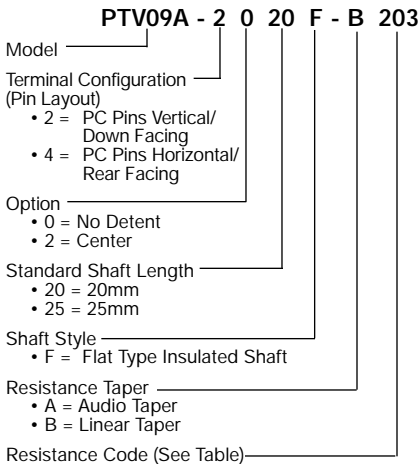 PTV09A - 2 0 20 F - B 203
Model
Terminal Configuration
(Pin Layout)
• 2 = PC Pins Vertical/
Down Facing
• 4 = PC Pins Horizontal/
Rear Facing
Option
• 0 = No Detent
• 2 = Center
Standard Shaft Length
• 20 = 20mm
• 25 = 25mm
Shaft Style
• F = Flat Type Insulated Shaft
Resistance Taper
• A = Audio Taper
• B = Linear Taper
Resistance Code (See Table)